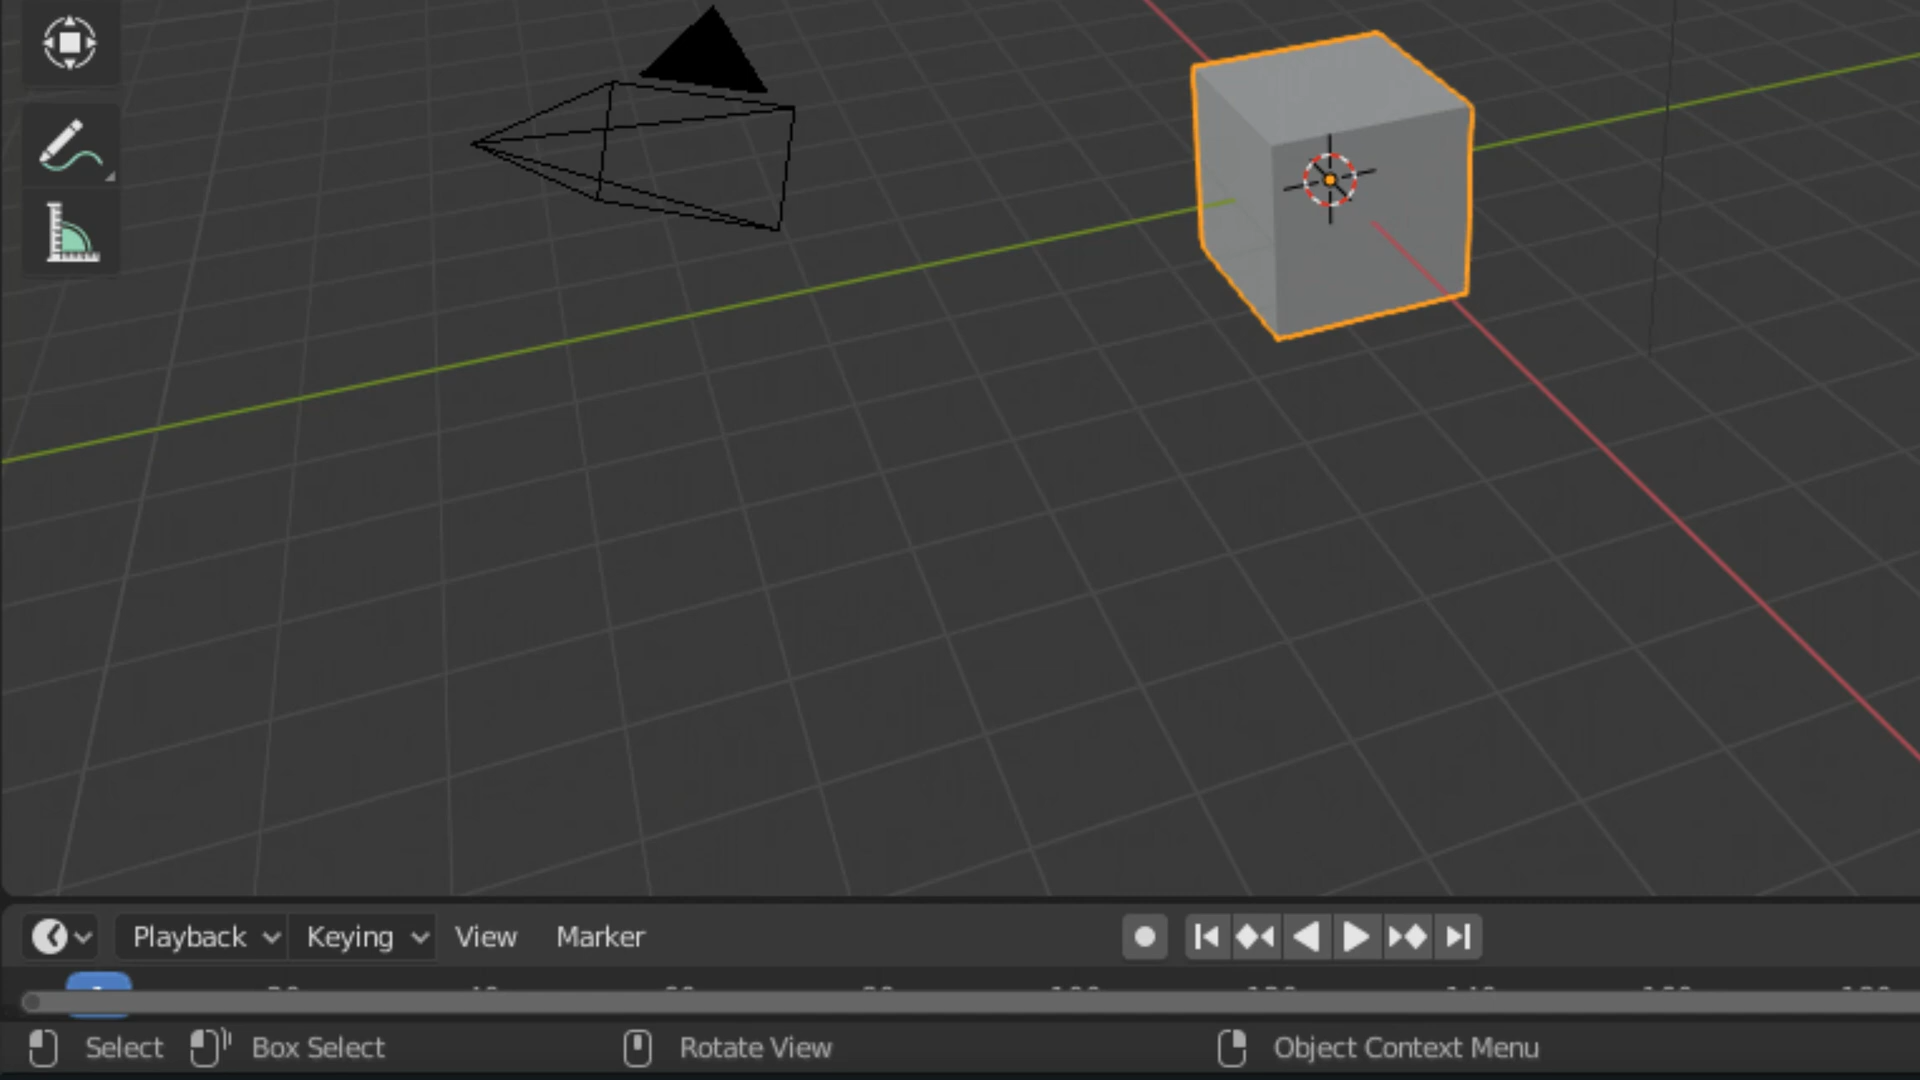 Playback Keying View Marker
Select Box Select Rotate View Object Context Menu